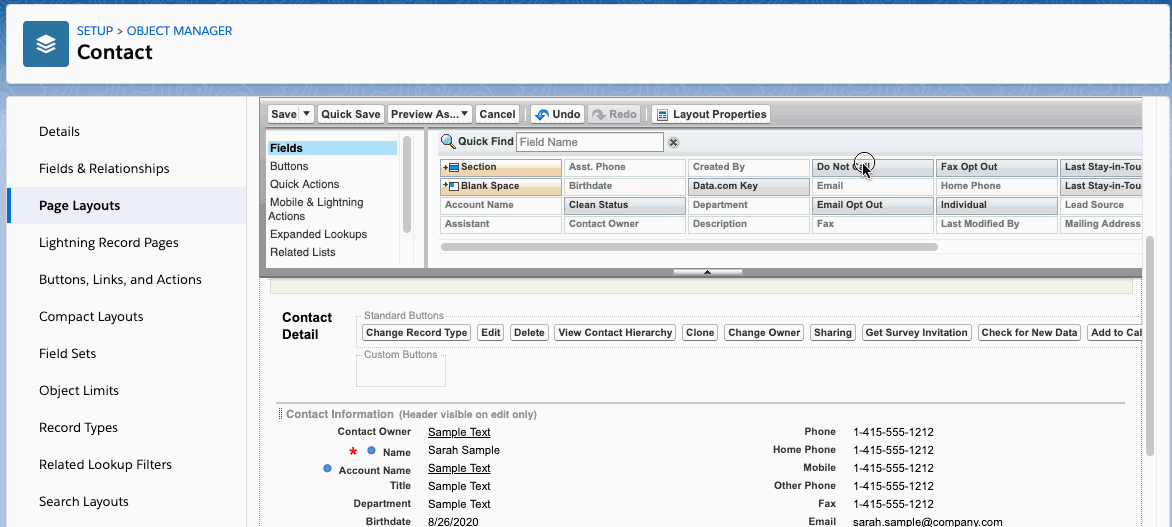 SETUP > OBJECT MANAGER
Contact
Details
Fields & Relationships
Page Layouts
Lightning Record Pages
Buttons, Links, and Actions
Compact Layouts
Field Sets
Object Limits
Record Types
Related Lookup Filters
Search Layouts
Save Quick Save Preview As... Cancel Undo Redo Layout Properties
Fields
Buttons
Quick Actions
Mobile & Lightning
Actions
Expanded Lookups
Related Lists
Quick Find Field Name
Section Asst. Phone Created By Do Not Fax Opt Out Last Stay-in-Tou
Blank Space Birthdate Data.com Key Email Home Phone Last Stay-in-Tou
Account Name Clean Status Department Email Opt Out Individual Lead Source
Assistant Contact Owner Description Fax Last Modified By Mailing Address
Contact
Detail
Standard Buttons
Change Record Type Edit Delete View Contact Hierarchy Clone Change Owner Sharing Get Survey Invitation Check for New Data Add to Cal
Custom Buttons
Contact Information (Header visible on edit only)
Contact Owner Sample Text Phone 1-415-555-1212
* Name Sarah Sample Home Phone 1-415-555-1212
Account Name Sample Text Mobile 1-415-555-1212
Title Sample Text Other Phone 1-415-555-1212
Department Sample Text Fax 1-415-555-1212
Birthdate 8/26/2020 Email sarah.sample@company.com